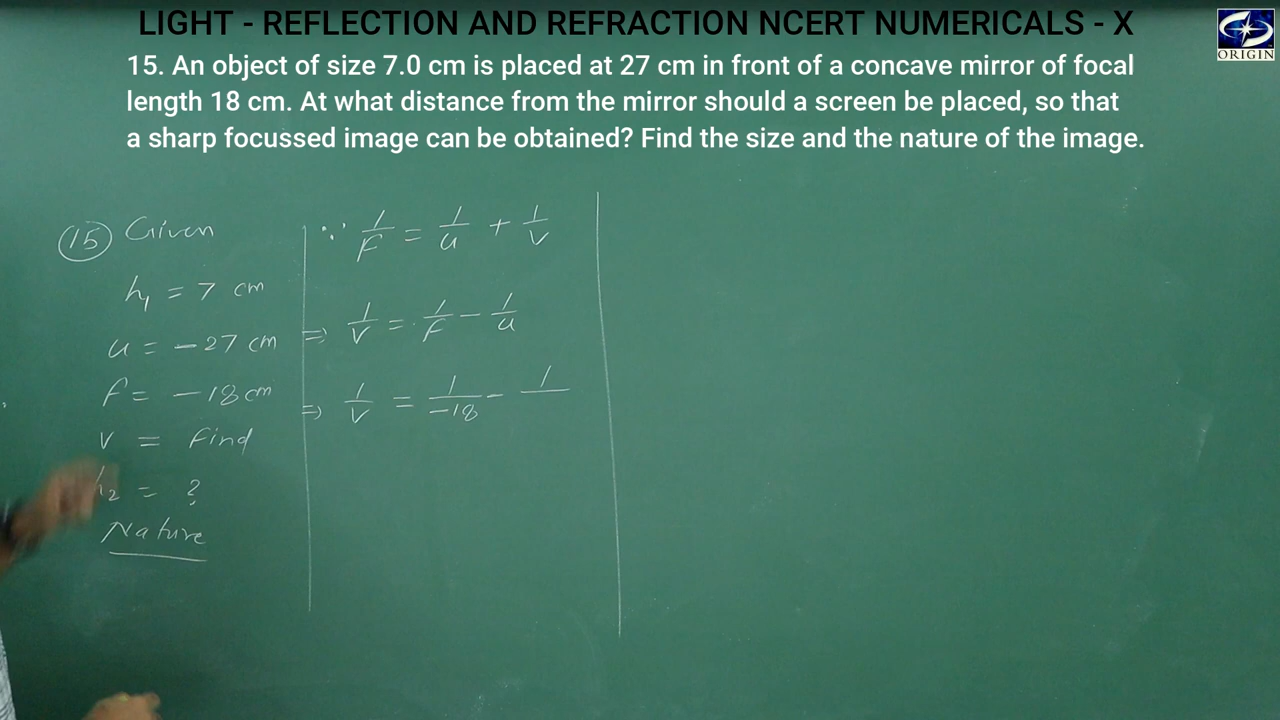 LIGHT - REFLECTION AND REFRACTION NCERT NUMERICALS - X
ORIGIN
15. An object of size 7.0 cm is placed at 27 cm in front of a concave mirror of focal
length 18 cm. At what distance from the mirror should a screen be placed, so that
a sharp focussed image can be obtained? Find the size and the nature of the image.
(15) Given
h₁ = 7 cm
u = -27 cm
f = -18 cm
v = Find
h₂ = ?
Nature
∵ 1/F = 1/u + 1/v
⇒ 1/v = 1/F - 1/u
⇒ 1/v = 1/-18 - 1/